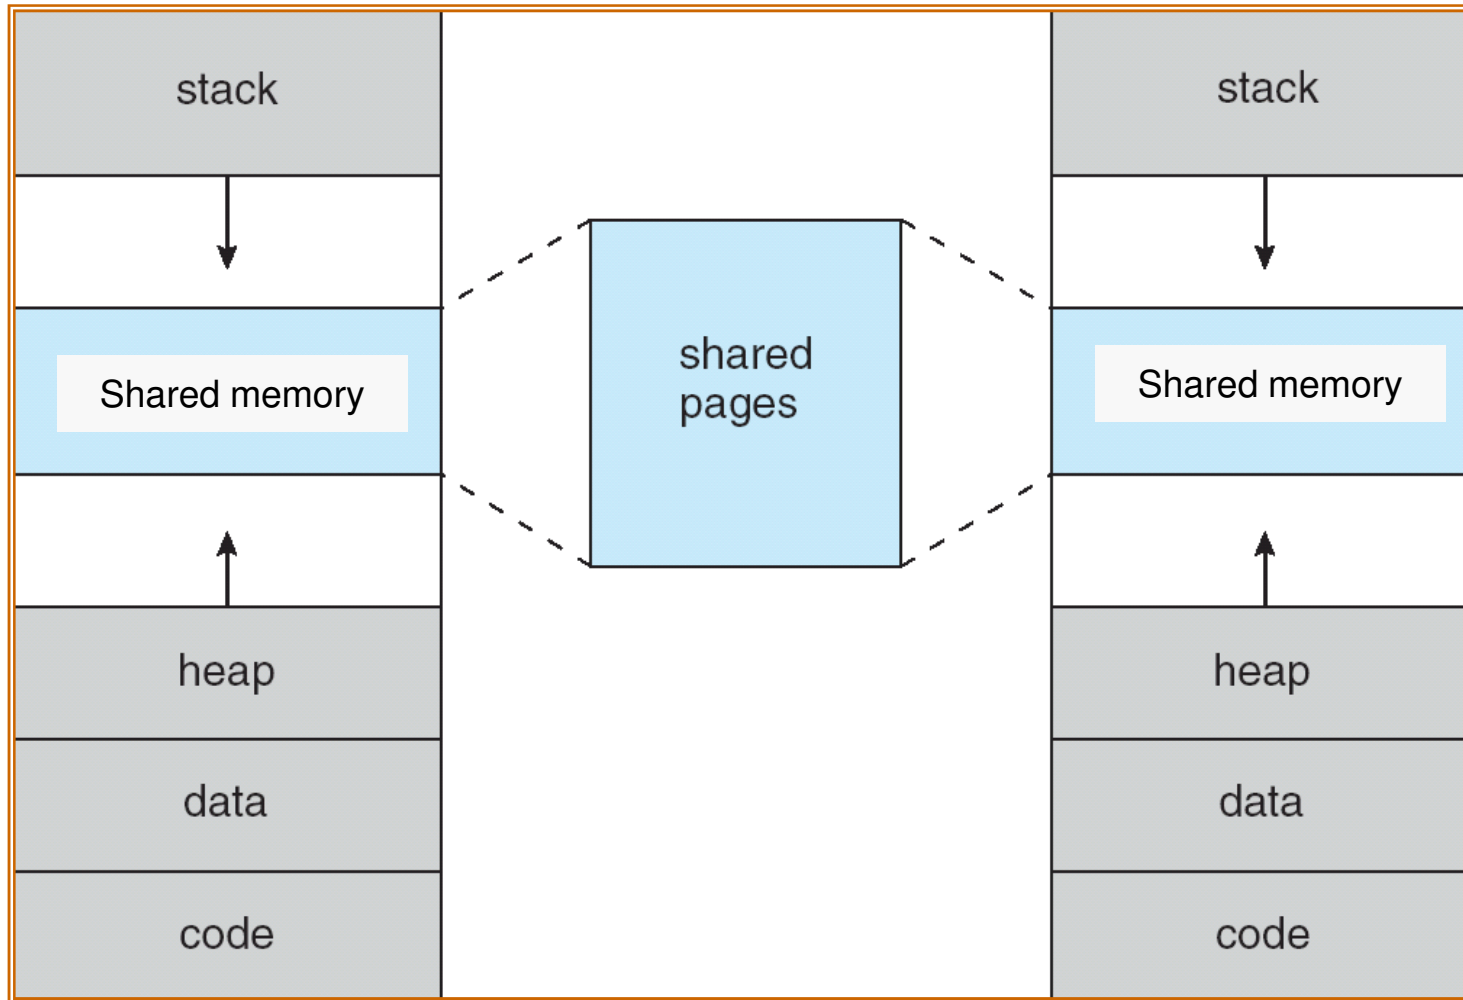 stack
Shared memory
heap
data
code
shared
pages
stack
Shared memory
heap
data
code